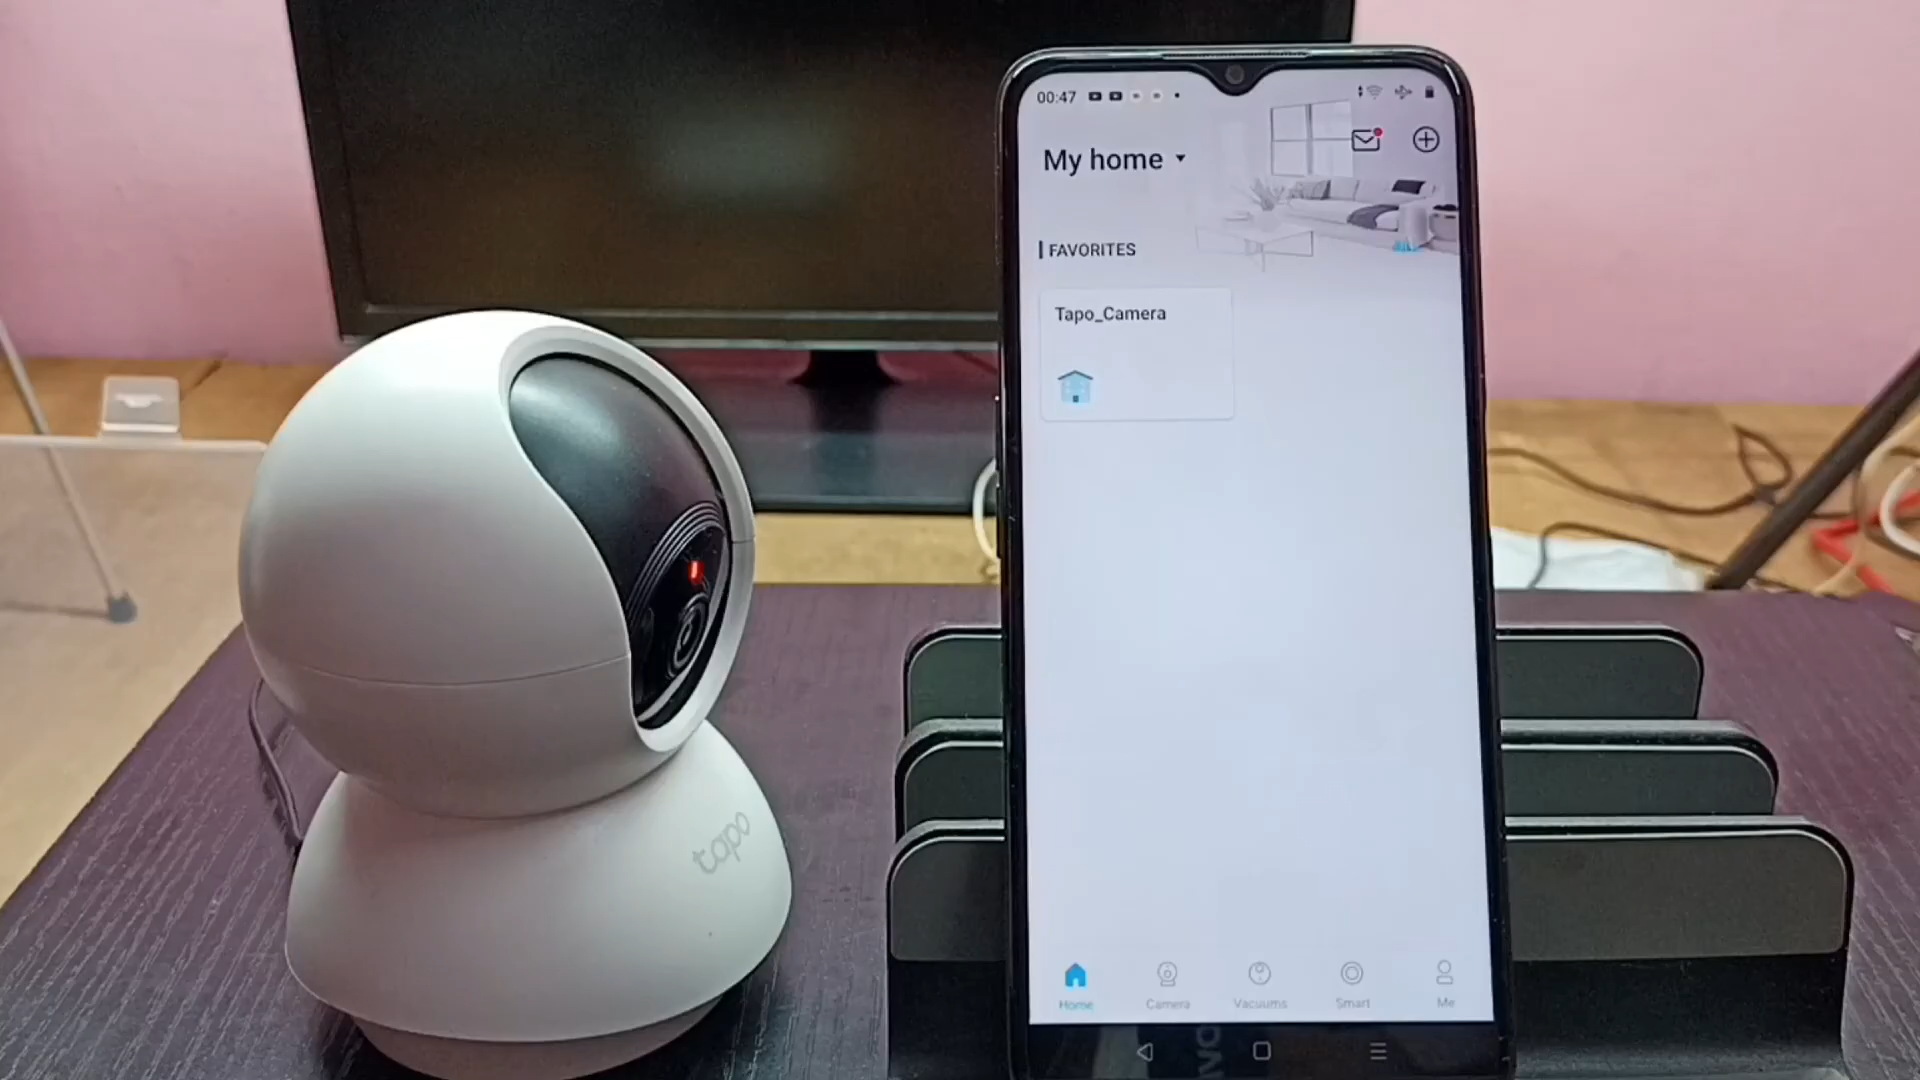 00:47
My home
FAVORITES
Tapo_Camera
Home
Camera
Vacuums
Smart
Me
tapo